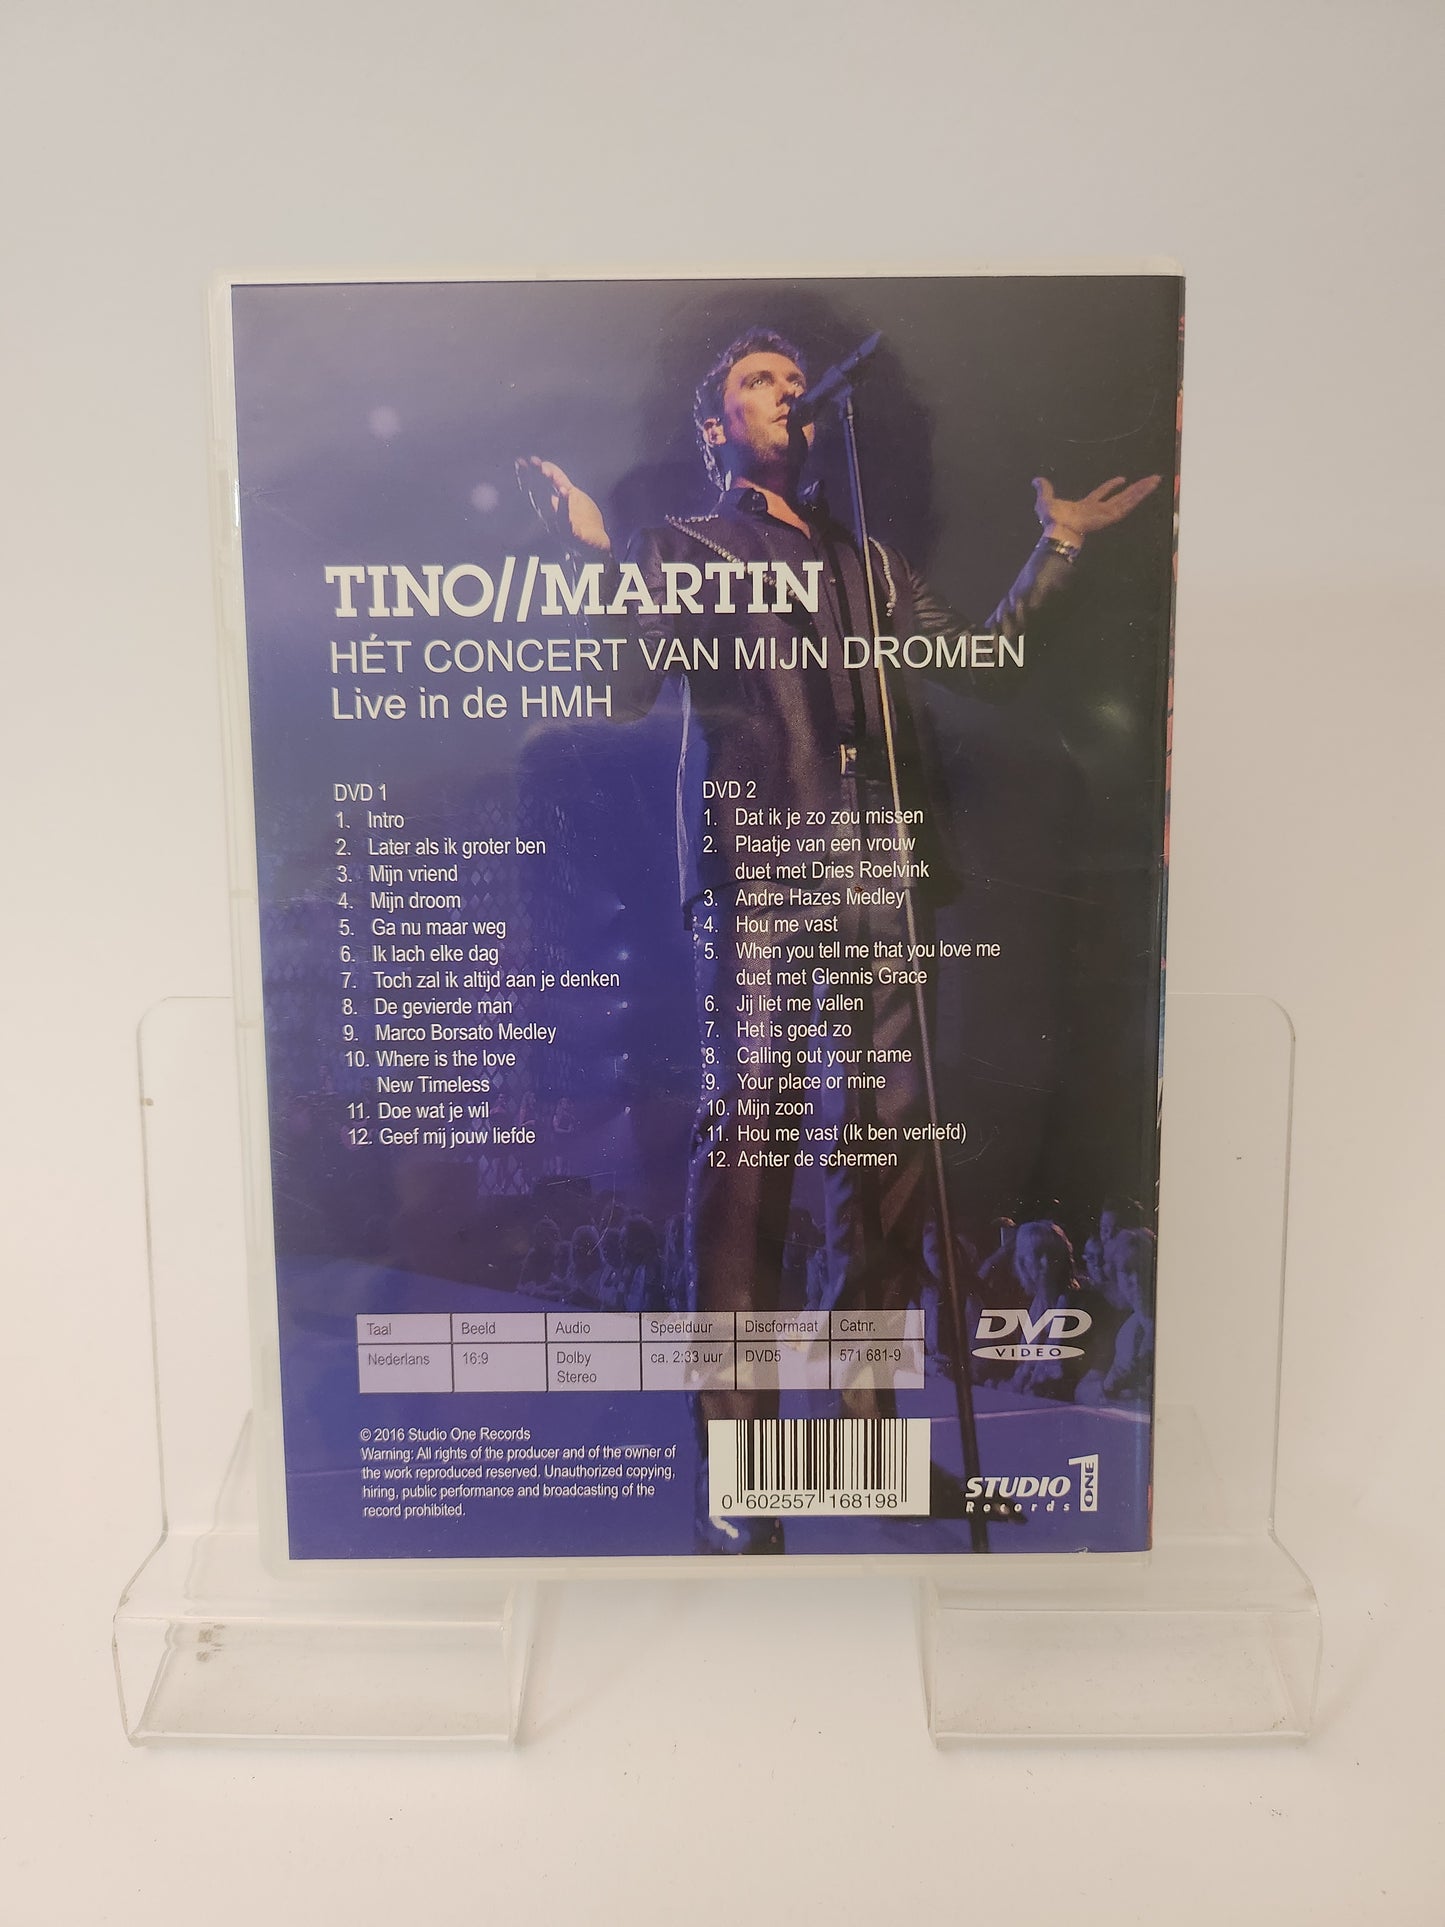 TINO//MARTIN
HÉT CONCERT VAN MIJN DROMEN
Live in de HMH
DVD 1
1. Intro
2. Later als ik groter ben
3. Mijn vriend
4. Mijn droom
5. Ga nu maar weg
6. Ik lach elke dag
7. Toch zal ik altijd aan je denken
8. De gevierde man
9. Marco Borsato Medley
10. Where is the love
New Timeless
11. Doe wat je wil
12. Geef mij jouw liefde
DVD 2
1. Dat ik je zo zou missen
2. Plaatje van een vrouw
duet met Dries Roelvink
3. Andre Hazes Medley
4. Hou me vast
5. When you tell me that you love me
duet met Glennis Grace
6. Jij liet me vallen
7. Het is goed zo
8. Calling out your name
9. Your place or mine
10. Mijn zoon
11. Hou me vast (Ik ben verliefd)
12. Achter de schermen
Taal Beeld Audio Speelduur Discformaat Catnr.
Nederlans 16:9 Dolby ca. 2:33 uur DVD5 571 681-9
Stereo
DVD
VIDEO
© 2016 Studio One Records
Warning: All rights of the producer and of the owner of
the work reproduced reserved. Unauthorized copying,
hiring, public performance and broadcasting of the
record prohibited.
0 602557 168198
STUDIO 1 ONE
Records